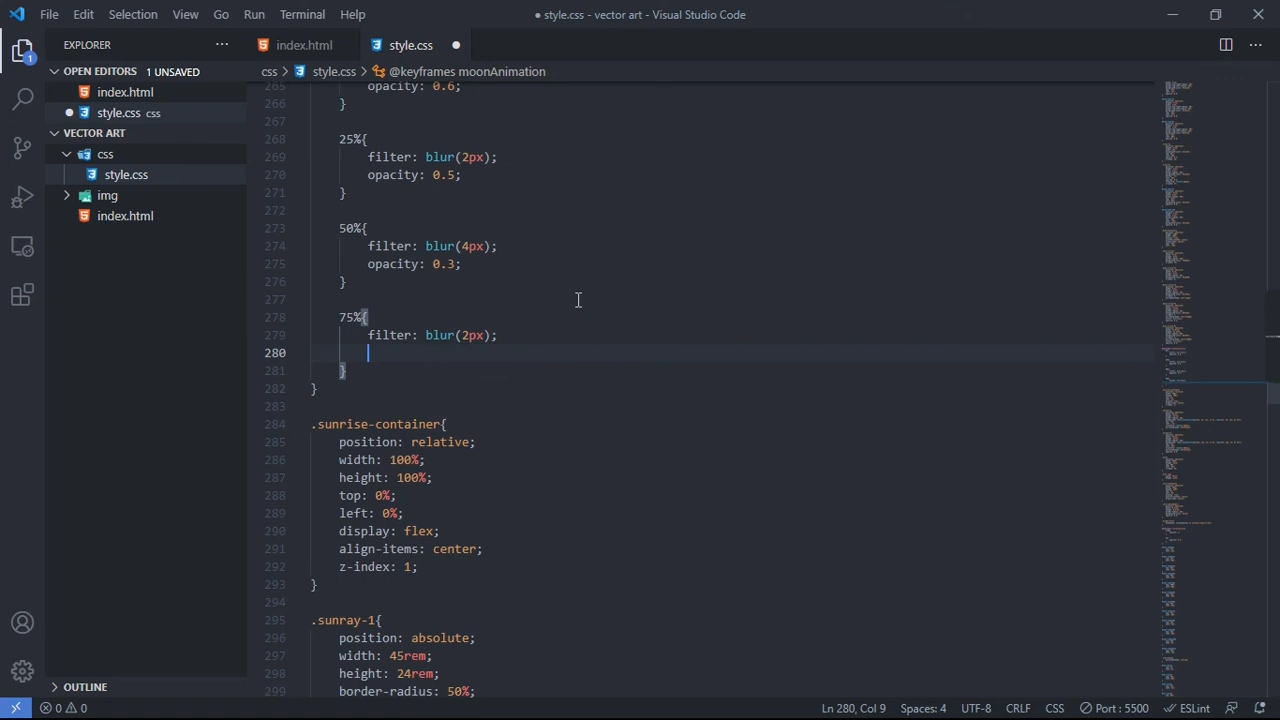 File Edit Selection View Go Run Terminal Help
● style.css - vector art - Visual Studio Code
EXPLORER
index.html
style.css
OPEN EDITORS 1 UNSAVED
css > style.css > @keyframes moonAnimation
index.html
style.css css
VECTOR ART
css
style.css
img
index.html
265 opacity: 0.6;
266 }
267
268 25%{
269 filter: blur(2px);
270 opacity: 0.5;
271 }
272
273 50%{
274 filter: blur(4px);
275 opacity: 0.3;
276 }
277
278 75%{
279 filter: blur(2px);
280
281 }
282 }
283
284 .sunrise-container{
285 position: relative;
286 width: 100%;
287 height: 100%;
288 top: 0%;
289 left: 0%;
290 display: flex;
291 align-items: center;
292 z-index: 1;
293 }
294
295 .sunray-1{
296 position: absolute;
297 width: 45rem;
298 height: 24rem;
299 border-radius: 50%;
OUTLINE
0 0 Ln 280, Col 9 Spaces: 4 UTF-8 CRLF CSS Port : 5500 ESLint